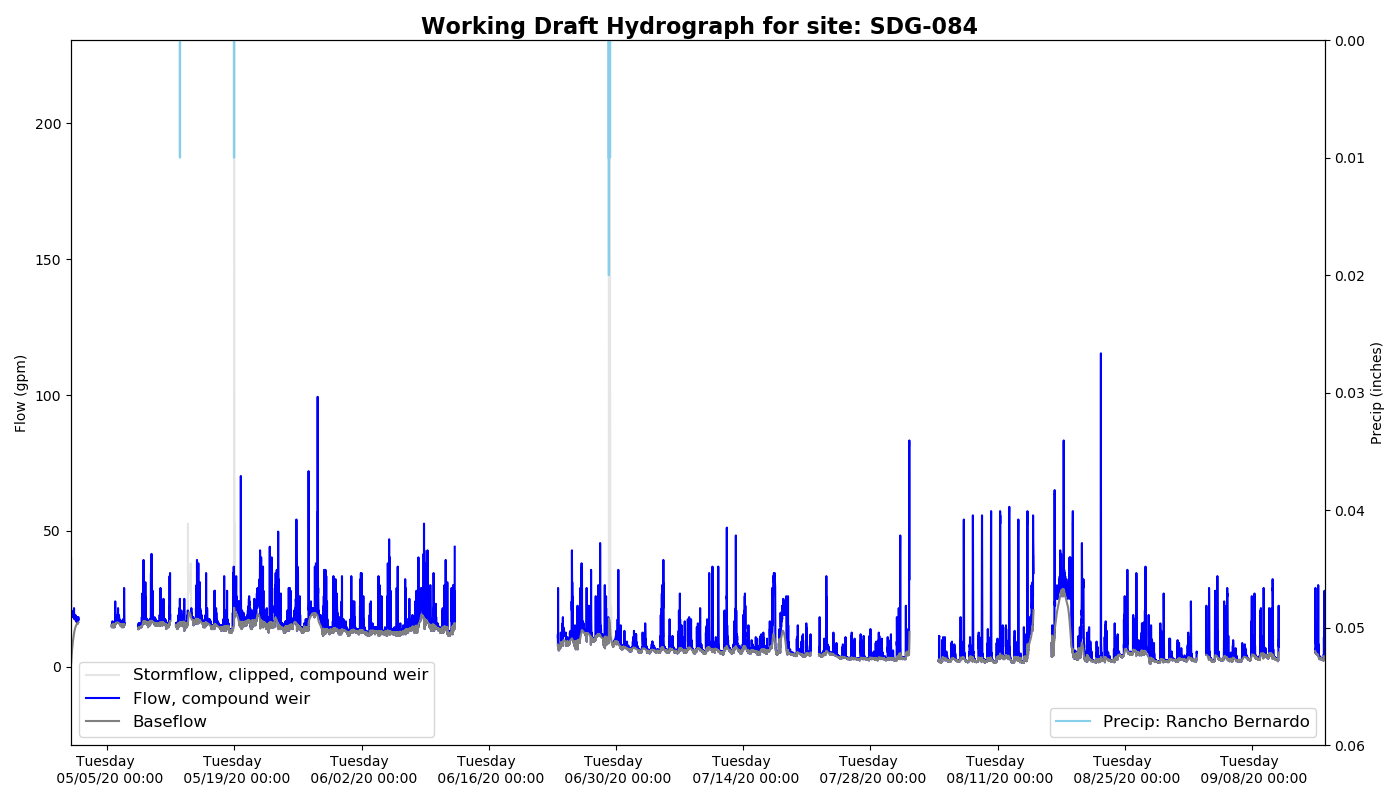 Working Draft Hydrograph for site: SDG-084
200
150
100
50
0
Flow (gpm)
0.00
0.01
0.02
0.03
0.04
0.05
0.06
Precip (inches)
Stormflow, clipped, compound weir
Flow, compound weir
Baseflow
Precip: Rancho Bernardo
Tuesday
05/05/20 00:00
Tuesday
05/19/20 00:00
Tuesday
06/02/20 00:00
Tuesday
06/16/20 00:00
Tuesday
06/30/20 00:00
Tuesday
07/14/20 00:00
Tuesday
07/28/20 00:00
Tuesday
08/11/20 00:00
Tuesday
08/25/20 00:00
Tuesday
09/08/20 00:00